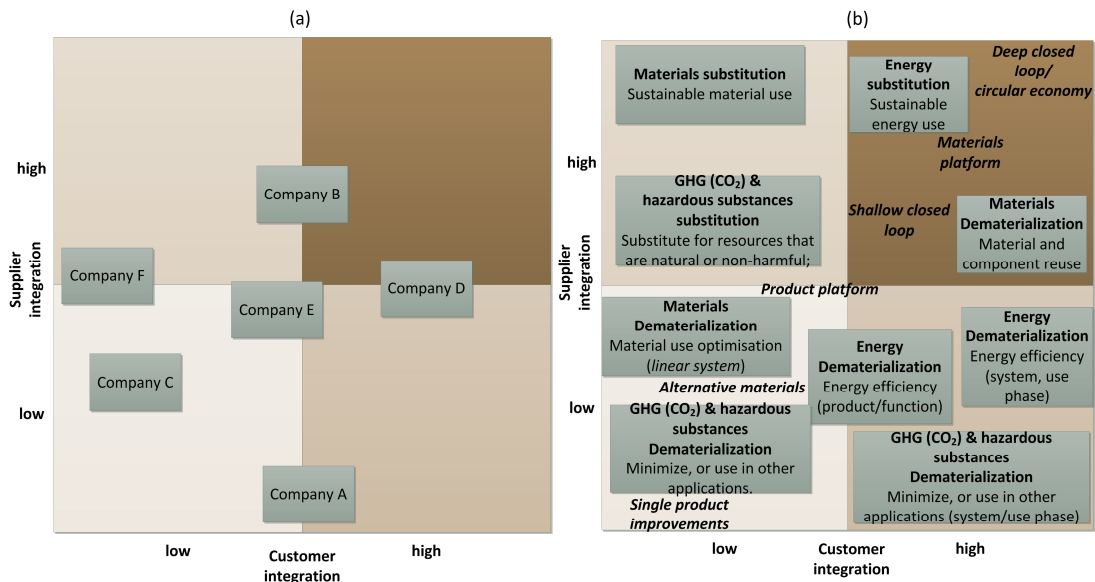 (a)
high
Supplier
integration
low
Company B
Company F
Company D
Company E
Company C
Company A
low
Customer
integration
high
(b)
high
Supplier
integration
low
Materials substitution
Sustainable material use
Energy
substitution
Sustainable
energy use
Deep closed
loop/
circular economy
Materials
platform
GHG (CO₂) &
hazardous substances
substitution
Substitute for resources that
are natural or non-harmful;
Shallow closed
loop
Materials
Dematerialization
Material and
component reuse
Product platform
Materials
Dematerialization
Material use optimisation
(linear system)
Energy
Dematerialization
Energy efficiency
(product/function)
Energy
Dematerialization
Energy efficiency
(system, use
phase)
Alternative materials
GHG (CO₂) & hazardous
substances
Dematerialization
Minimize, or use in other
applications.
GHG (CO₂) & hazardous
substances
Dematerialization
Minimize, or use in other
applications (system/use phase)
Single product
improvements
low
Customer
integration
high